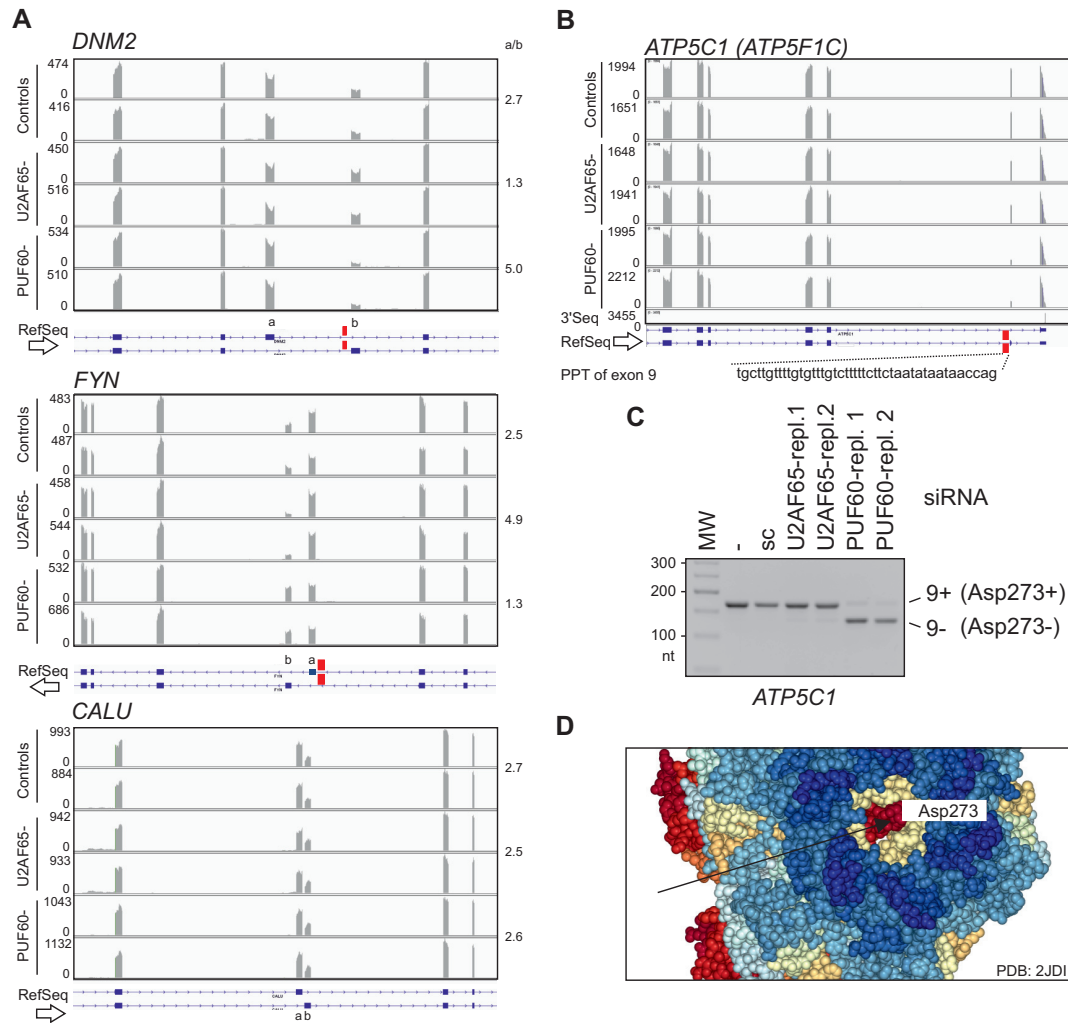 A
DNM2
a/b
Controls
474
0
416
0
2.7
U2AF65-
450
0
516
0
1.3
PUF60-
534
0
510
0
5.0
RefSeq
a
b
DNM2
FYN
Controls
483
0
487
0
2.5
U2AF65-
458
0
544
0
4.9
PUF60-
532
0
686
0
1.3
RefSeq
b
a
FYN
FYN
CALU
Controls
993
0
884
0
2.7
U2AF65-
942
0
933
0
2.5
PUF60-
1043
0
1132
0
2.6
RefSeq
CALU
a b
B
ATP5C1 (ATP5F1C)
Controls
1994
0
1651
0
U2AF65-
1648
0
1941
0
PUF60-
1995
0
2212
0
3'Seq
3455
0
RefSeq
ATP5C1
PPT of exon 9
tgcttgttttgtgtttgtctttttcttctaatataataaccag
C
MW
-
sc
U2AF65-repl.1
U2AF65-repl.2
PUF60-repl. 1
PUF60-repl. 2
siRNA
300
200
100
nt
9+ (Asp273+)
9- (Asp273-)
ATP5C1
D
Asp273
PDB: 2JDI